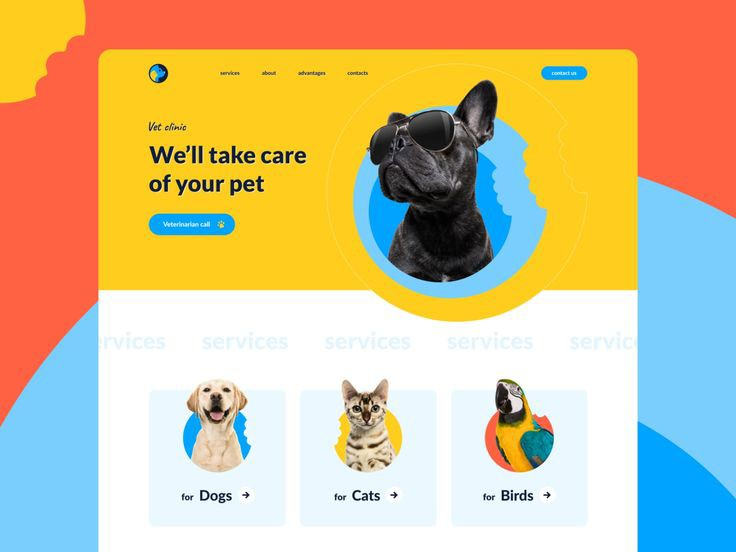 services about advantages contacts contact us
Vet clinic
We'll take care
of your pet
Veterinarian call
ervices services services services servic
for Dogs
for Cats
for Birds